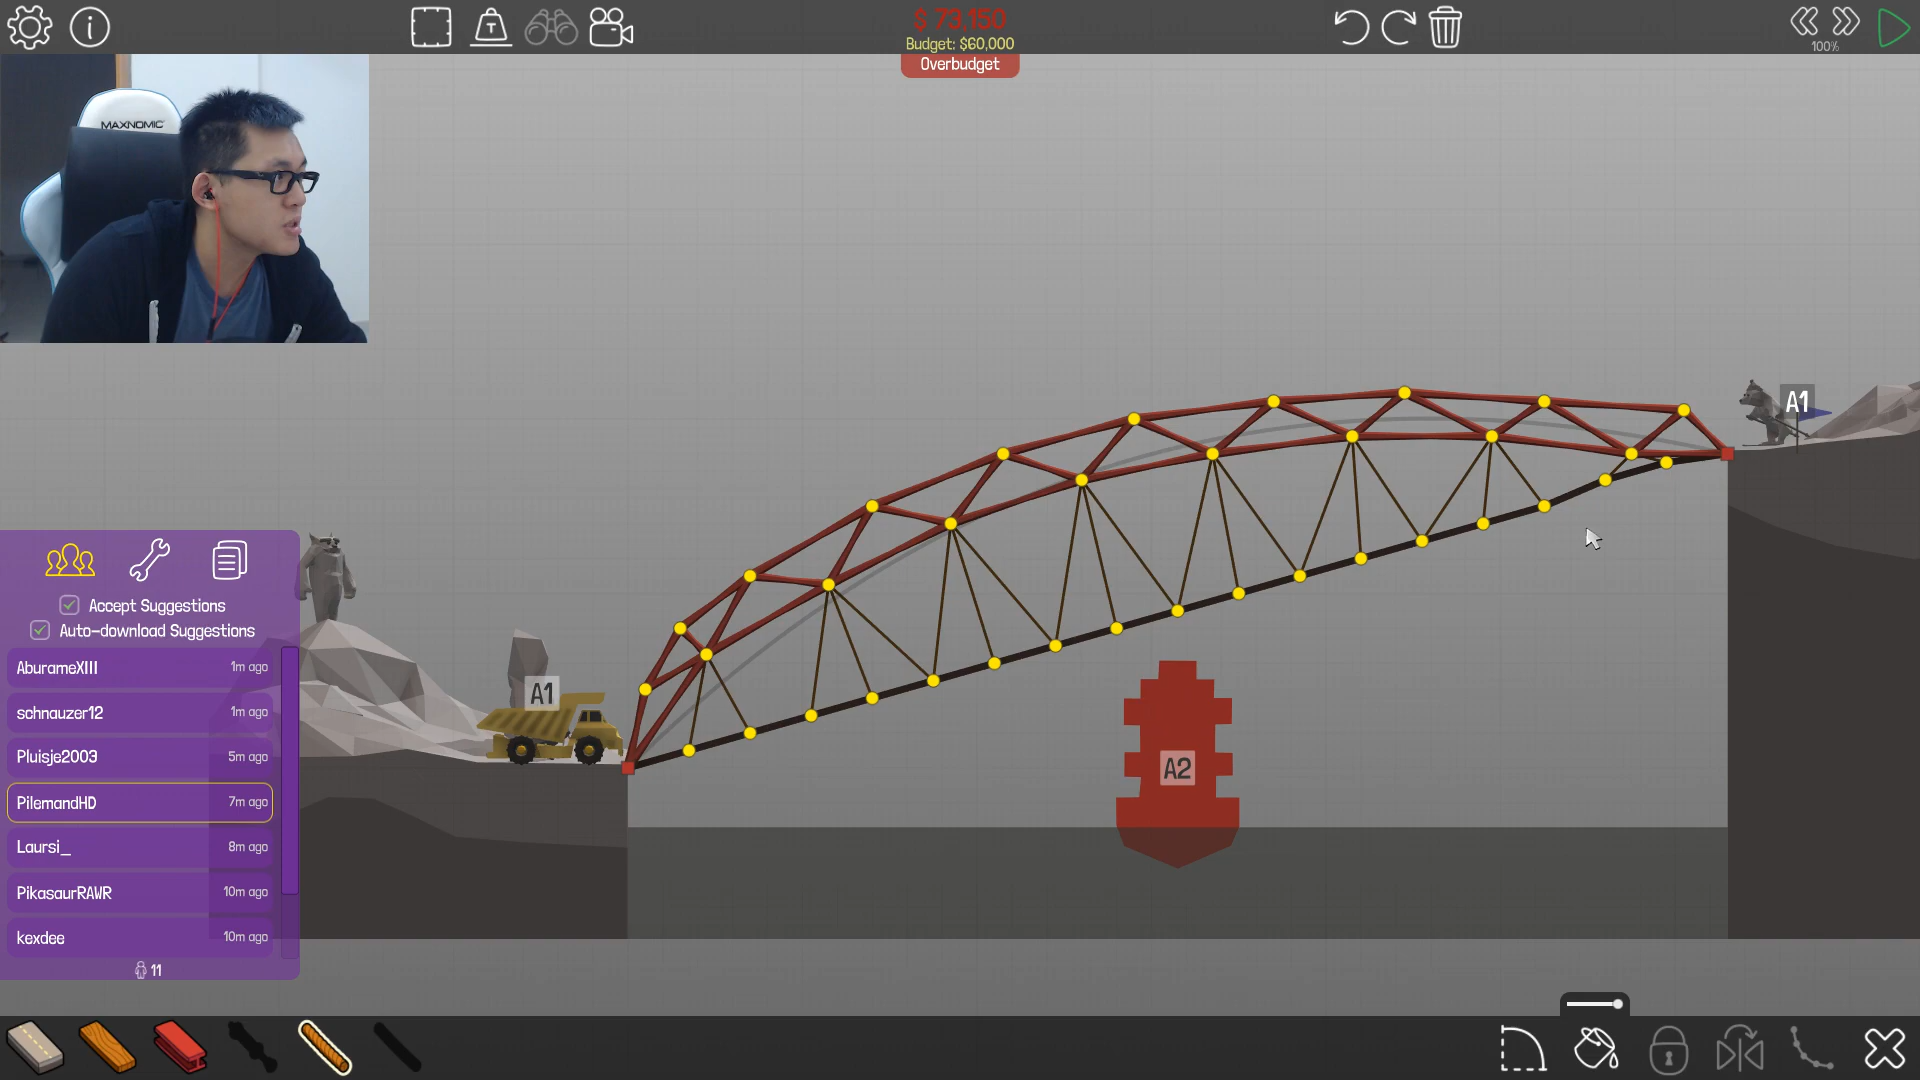 $ 73,150
Budget: $60,000
Overbudget
100%
MAXNOMIC
A1
A1
A2
Accept Suggestions
Auto-download Suggestions
AburameXIII 1m ago
schnauzer12 1m ago
Pluisje2003 5m ago
PilemandHD 7m ago
Laursi_ 8m ago
PikasaurRAWR 10m ago
kexdee 10m ago
11